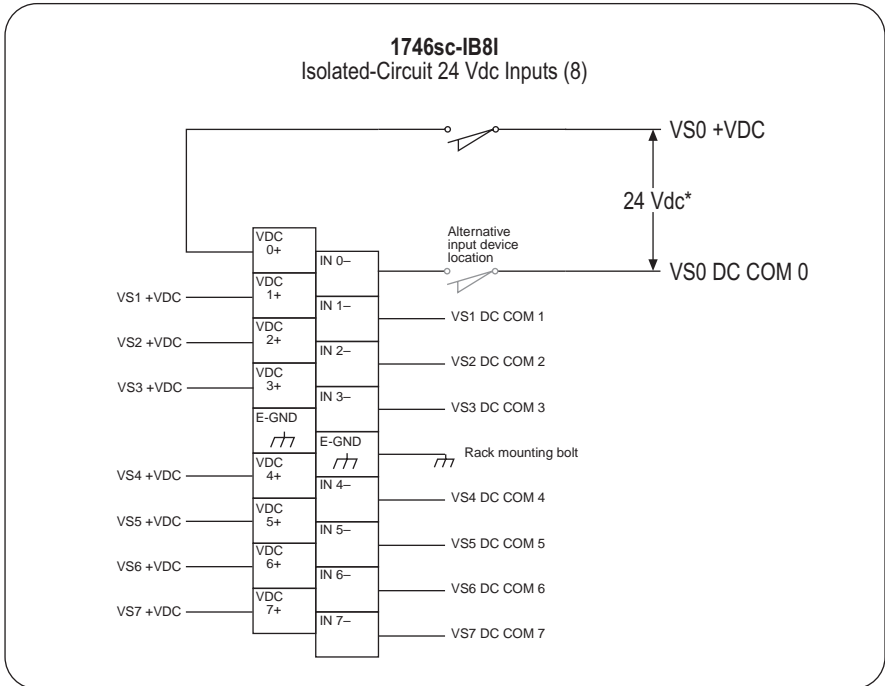 1746sc-IB8I
Isolated-Circuit 24 Vdc Inputs (8)
VS0 +VDC
24 Vdc*
Alternative
input device
location
VS0 DC COM 0
VDC
0+
IN 0–
VS1 +VDC
VDC
1+
IN 1–
VS1 DC COM 1
VS2 +VDC
VDC
2+
IN 2–
VS2 DC COM 2
VS3 +VDC
VDC
3+
IN 3–
VS3 DC COM 3
E-GND
E-GND
Rack mounting bolt
VS4 +VDC
VDC
4+
IN 4–
VS4 DC COM 4
VS5 +VDC
VDC
5+
IN 5–
VS5 DC COM 5
VS6 +VDC
VDC
6+
IN 6–
VS6 DC COM 6
VS7 +VDC
VDC
7+
IN 7–
VS7 DC COM 7